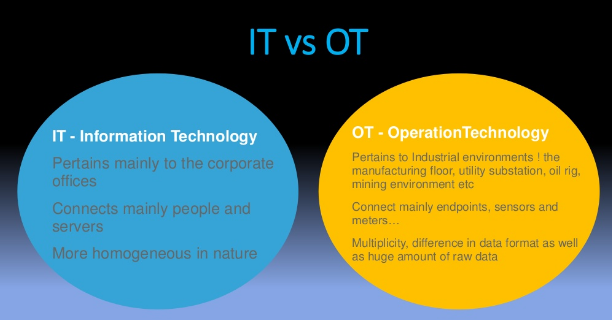 IT vs OT
IT - Information Technology
Pertains mainly to the corporate
offices
Connects mainly people and
servers
More homogeneous in nature
OT - OperationTechnology
Pertains to Industrial environments ! the
manufacturing floor, utility substation, oil rig,
mining environment etc
Connect mainly endpoints, sensors and
meters…
Multiplicity, difference in data format as well
as huge amount of raw data